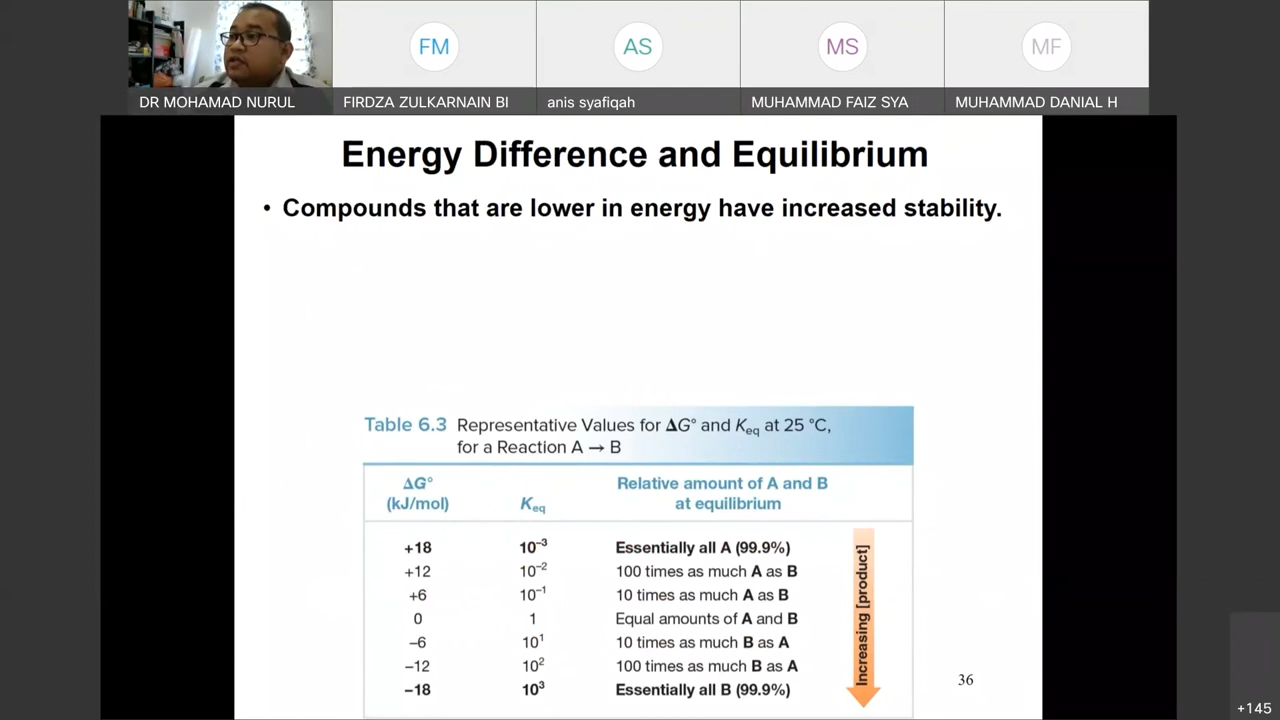 FM
AS
MS
MF
DR MOHAMAD NURUL
FIRDZA ZULKARNAIN BI
anis syafiqah
MUHAMMAD FAIZ SYA
MUHAMMAD DANIAL H
Energy Difference and Equilibrium
• Compounds that are lower in energy have increased stability.
Table 6.3 Representative Values for ΔG° and Keq at 25 °C,
for a Reaction A → B
ΔG°
(kJ/mol)
Keq
Relative amount of A and B
at equilibrium
+18 10⁻³ Essentially all A (99.9%)
+12 10⁻² 100 times as much A as B
+6 10⁻¹ 10 times as much A as B
0 1 Equal amounts of A and B
–6 10¹ 10 times as much B as A
–12 10² 100 times as much B as A
–18 10³ Essentially all B (99.9%)
Increasing [product]
36
+145